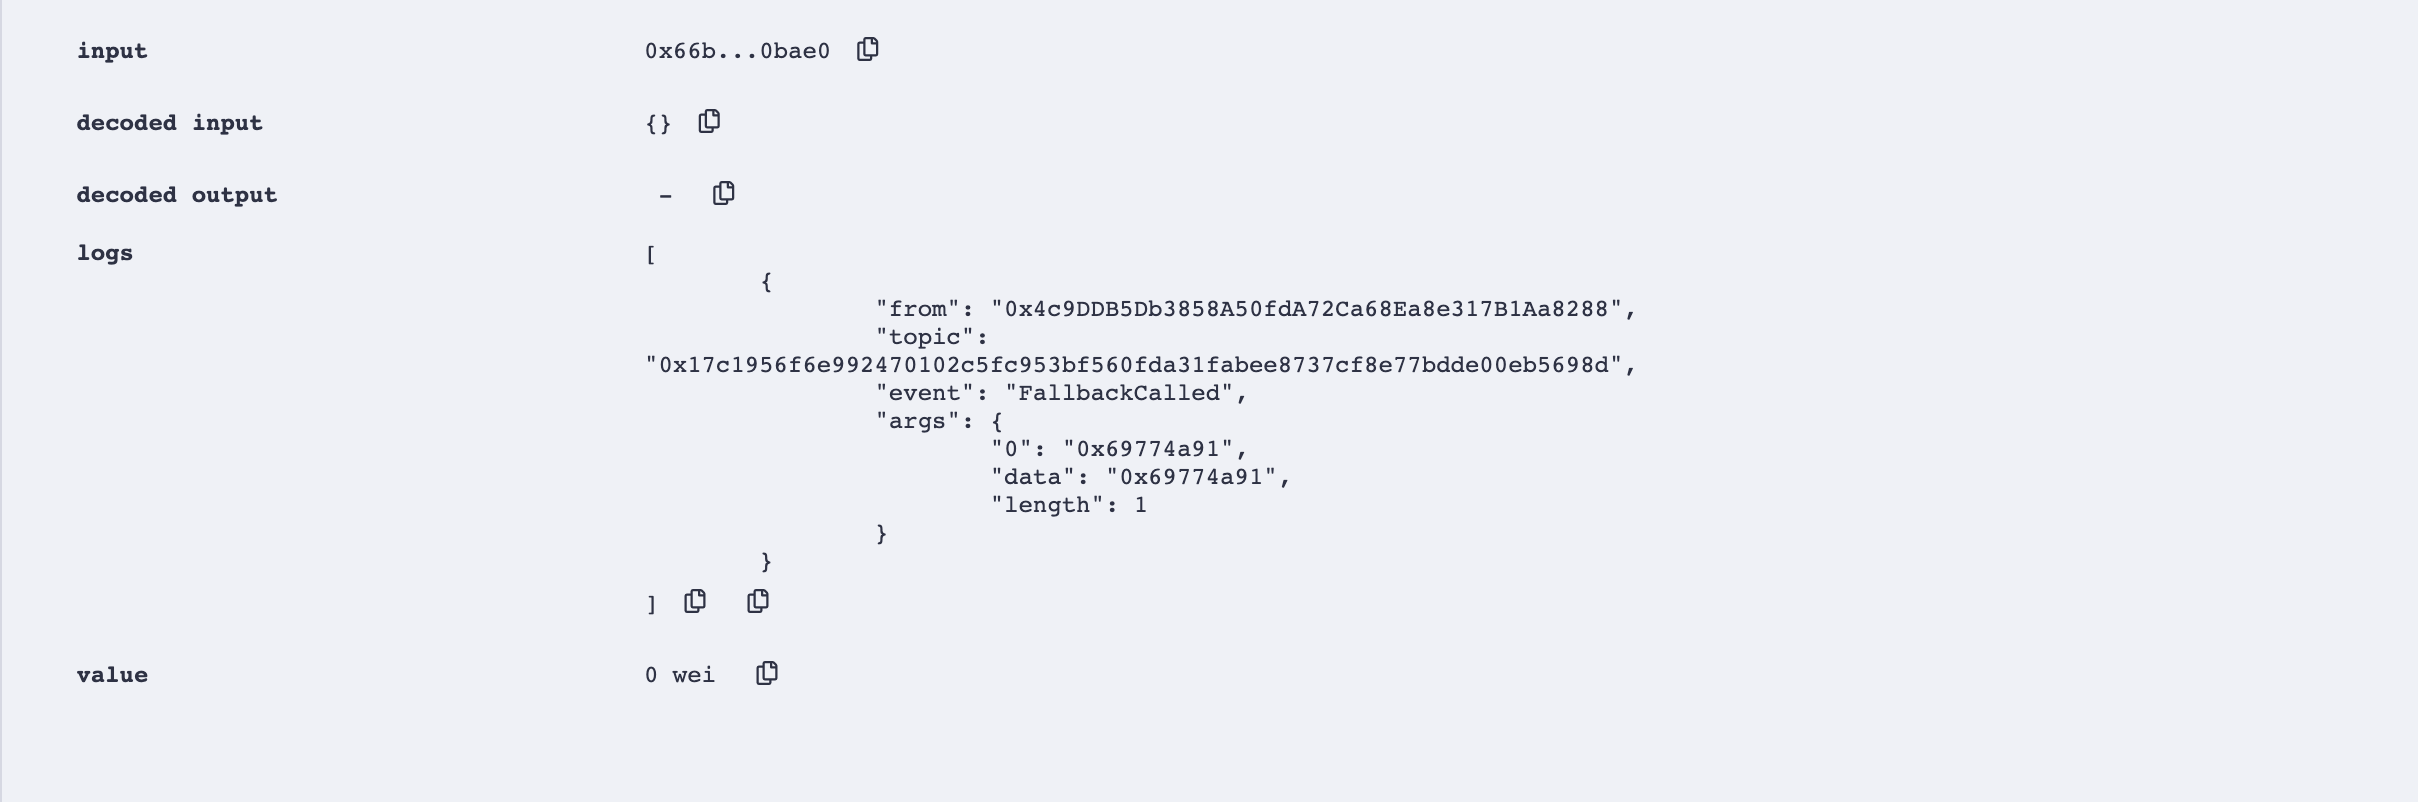 input 0x66b...0bae0
decoded input {}
decoded output -
logs [
{
"from": "0x4c9DDB5Db3858A50fdA72Ca68Ea8e317B1Aa8288",
"topic":
"0x17c1956f6e992470102c5fc953bf560fda31fabee8737cf8e77bdde00eb5698d",
"event": "FallbackCalled",
"args": {
"0": "0x69774a91",
"data": "0x69774a91",
"length": 1
}
}
]
value 0 wei